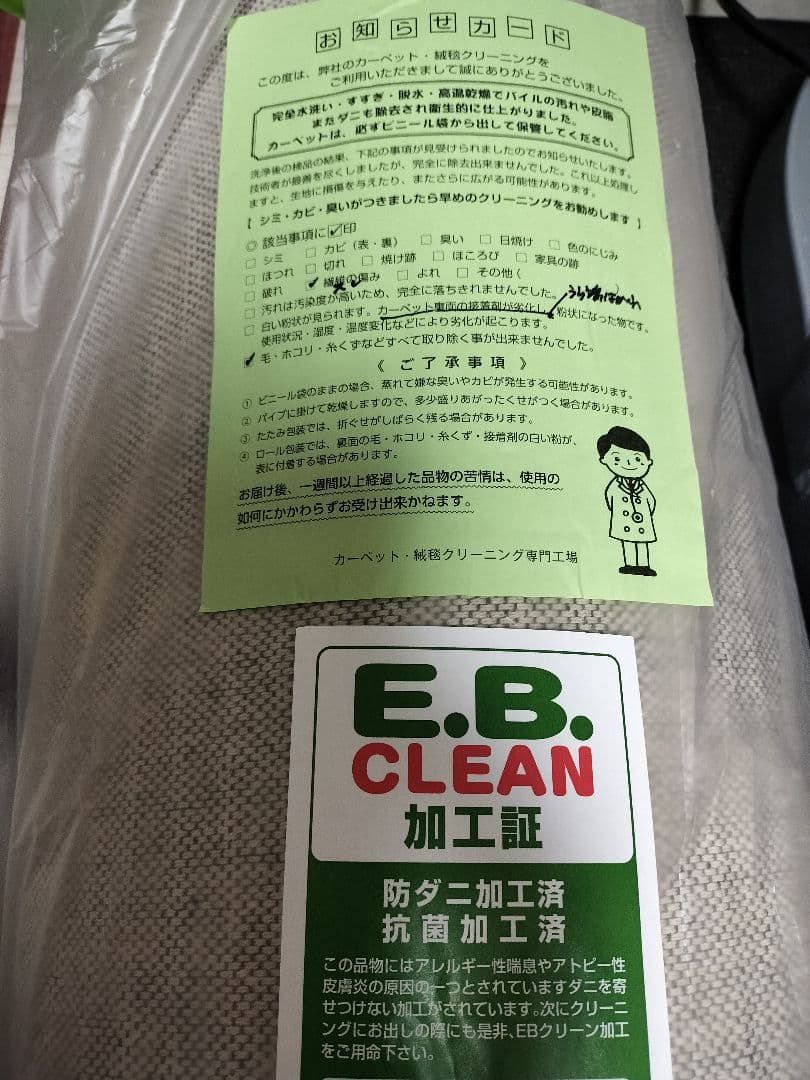 お知らせカード
この度は、弊社のカーペット・絨毯クリーニングを
ご利用いただきまして誠にありがとうございました。
完全水洗い・すすぎ・脱水・高温乾燥でパイルの汚れや皮脂
またダニも除去され衛生的に仕上がりました。
カーペットは、必ずビニール袋から出して保管してください。
洗浄後の検品の結果、下記の事項が見受けられましたのでお知らせいたします。
技術者が最善を尽くしましたが、完全に除去出来ませんでした。これ以上処理し
ますと、生地に損傷を与えたり、またさらに広がる可能性があります。
【 シミ・カビ・臭いがつきましたら早めのクリーニングをお勧めします 】
◎ 該当事項に☑印
□ シミ □ カビ（表・裏） □ 臭い □ 日焼け □ 色のにじみ
□ ほつれ □ 切れ □ 焼け跡 □ ほころび □ 家具の跡
□ 破れ ✓ 繊維の傷み □ よれ □ その他（
□ 汚れは汚染度が高いため、完全に落ちきれませんでした。
□ 白い粉状が見られます。カーペット裏面の接着剤が劣化し、粉状になった物です。
使用状況・湿度・温度変化などにより劣化が起こります。
✓ 毛・ホコリ・糸くずなどすべて取り除く事が出来ませんでした。
《 ご了承事項 》
① ビニール袋のままの場合、蒸れて嫌な臭いやカビが発生する可能性があります。
② パイプに掛けて乾燥しますので、多少盛りあがったくせがつく場合があります。
③ たたみ包装では、折ぐせがしばらく残る場合があります。
④ ロール包装では、裏面の毛・ホコリ・糸くず・接着剤の白い粉が、
表に付着する場合があります。
お届け後、一週間以上経過した品物の苦情は、使用の
如何にかかわらずお受け出来かねます。
カーペット・絨毯クリーニング専門工場
E.B.
CLEAN
加工証
防ダニ加工済
抗菌加工済
この品物にはアレルギー性喘息やアトピー性
皮膚炎の原因の一つとされていますダニを寄
せつけない加工がされています。次にクリーニ
ングにお出しの際にも是非、EBクリーン加工
をご用命下さい。